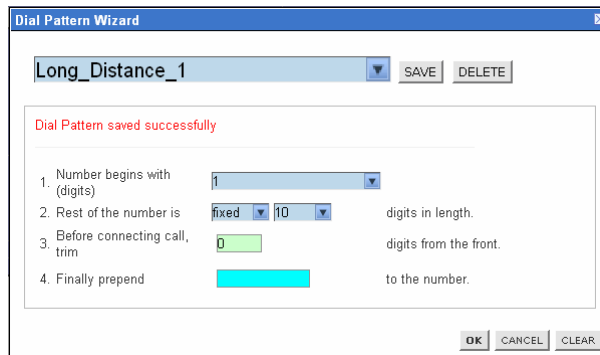 Dial Pattern Wizard
Long_Distance_1 SAVE DELETE
Dial Pattern saved successfully
1. Number begins with (digits) 1
2. Rest of the number is fixed 10 digits in length.
3. Before connecting call, trim 0 digits from the front.
4. Finally prepend to the number.
OK CANCEL CLEAR